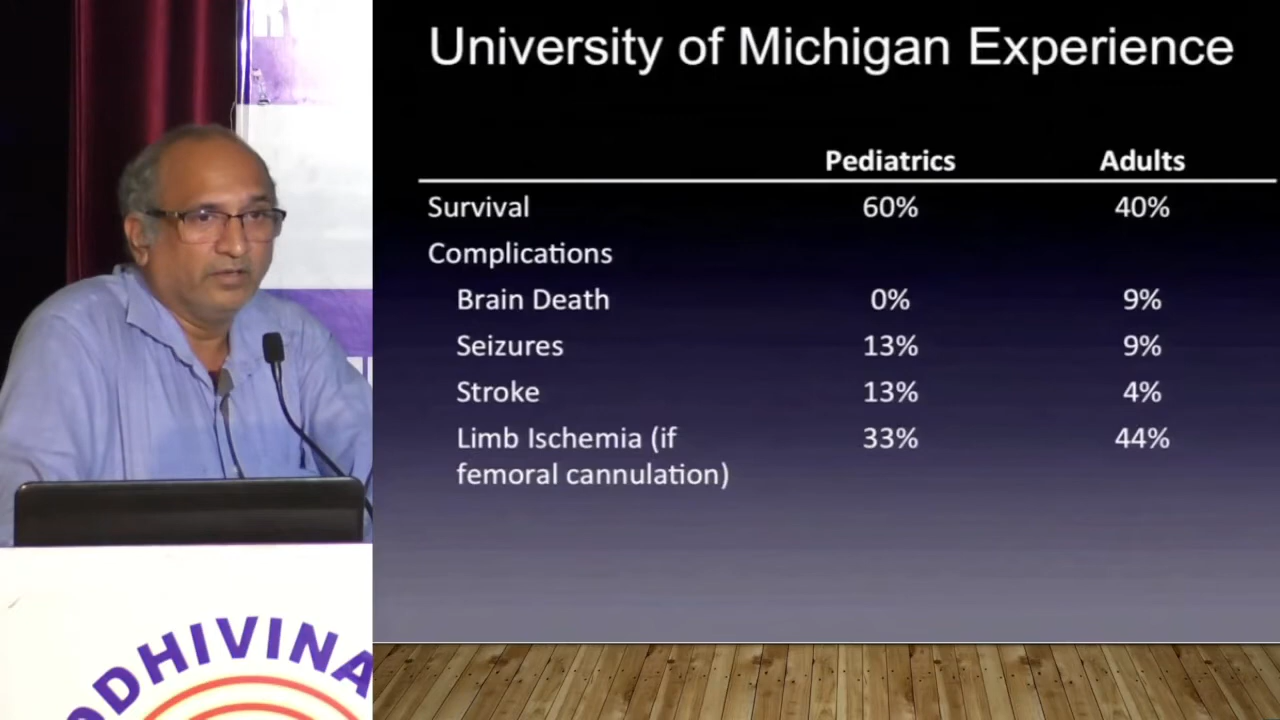 University of Michigan Experience
Pediatrics Adults
Survival 60% 40%
Complications
Brain Death 0% 9%
Seizures 13% 9%
Stroke 13% 4%
Limb Ischemia (if 33% 44%
femoral cannulation)